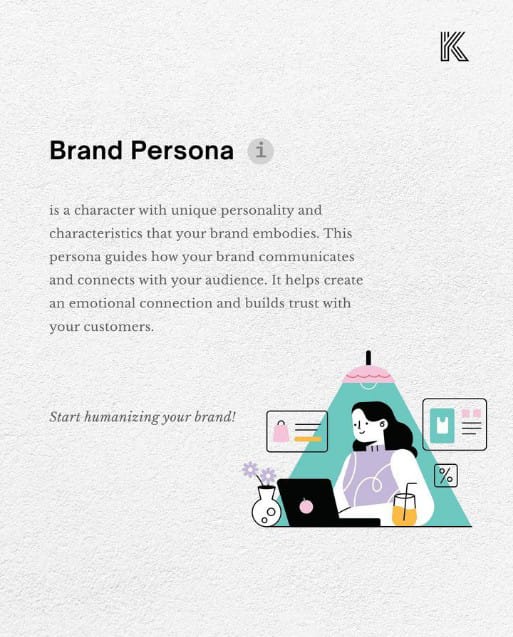 K
Brand Persona i
is a character with unique personality and
characteristics that your brand embodies. This
persona guides how your brand communicates
and connects with your audience. It helps create
an emotional connection and builds trust with
your customers.
Start humanizing your brand!
%